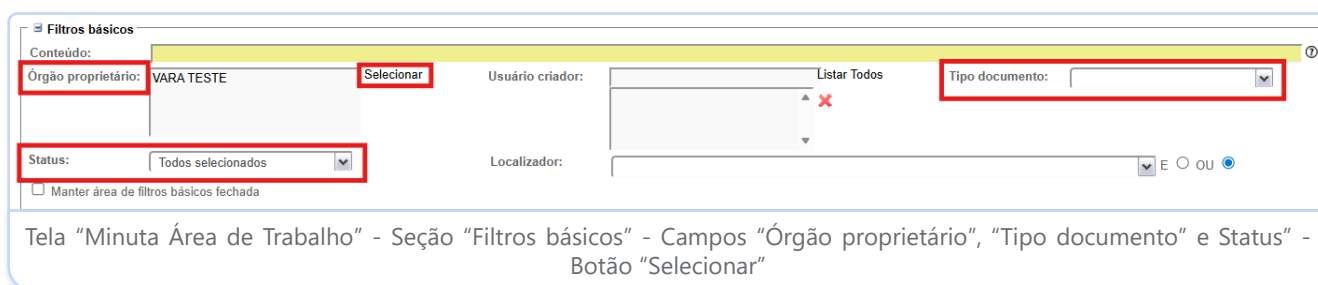 Filtros básicos
Conteúdo:
Órgão proprietário: VARA TESTE Selecionar Usuário criador: Listar Todos Tipo documento:
Status: Todos selecionados Localizador: E OU
Manter área de filtros básicos fechada
Tela “Minuta Área de Trabalho” - Seção “Filtros básicos” - Campos “Órgão proprietário”, “Tipo documento” e Status” -
Botão “Selecionar”